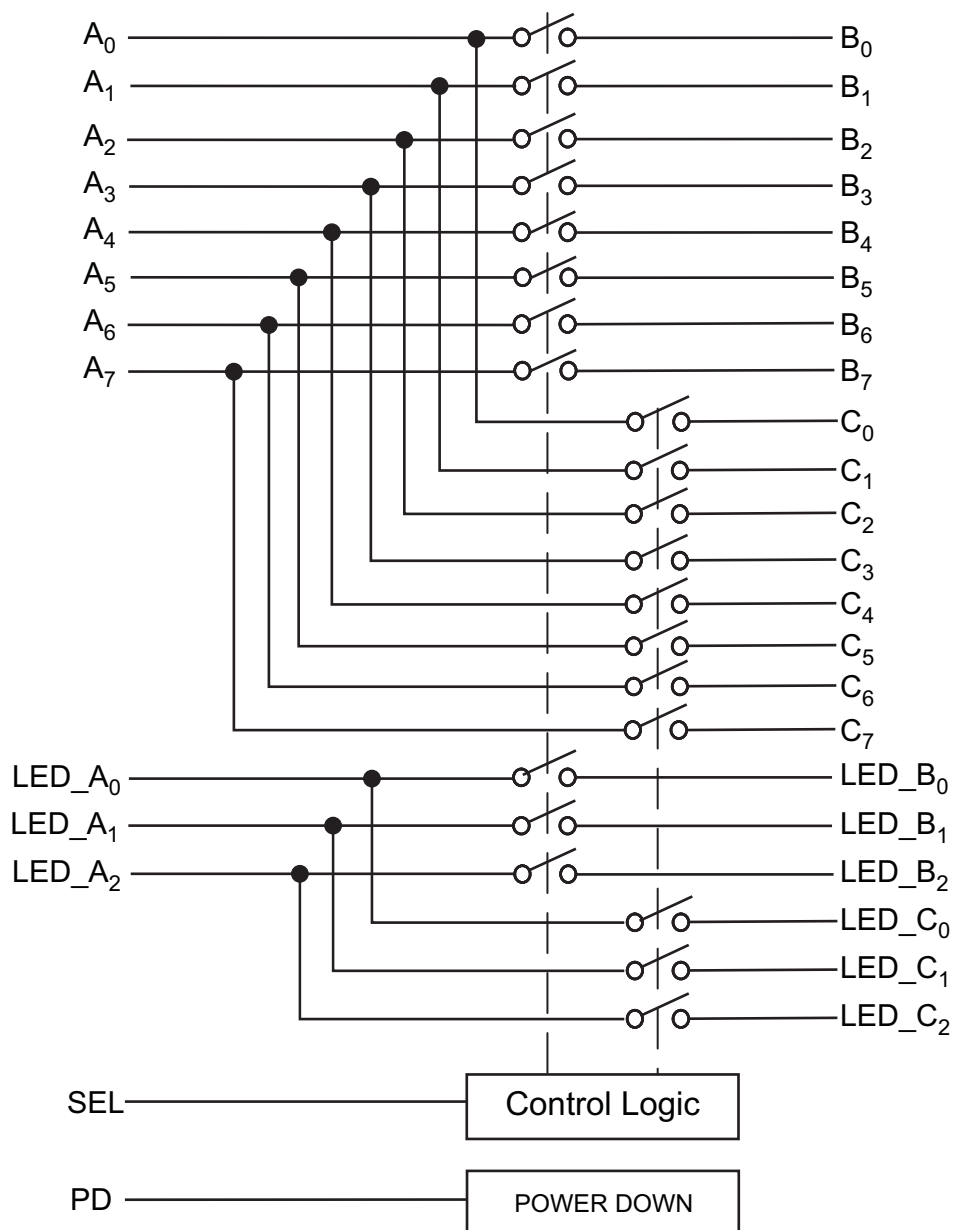 A0 B0
A1 B1
A2 B2
A3 B3
A4 B4
A5 B5
A6 B6
A7 B7
C0
C1
C2
C3
C4
C5
C6
C7
LED_A0 LED_B0
LED_A1 LED_B1
LED_A2 LED_B2
LED_C0
LED_C1
LED_C2
SEL Control Logic
PD POWER DOWN